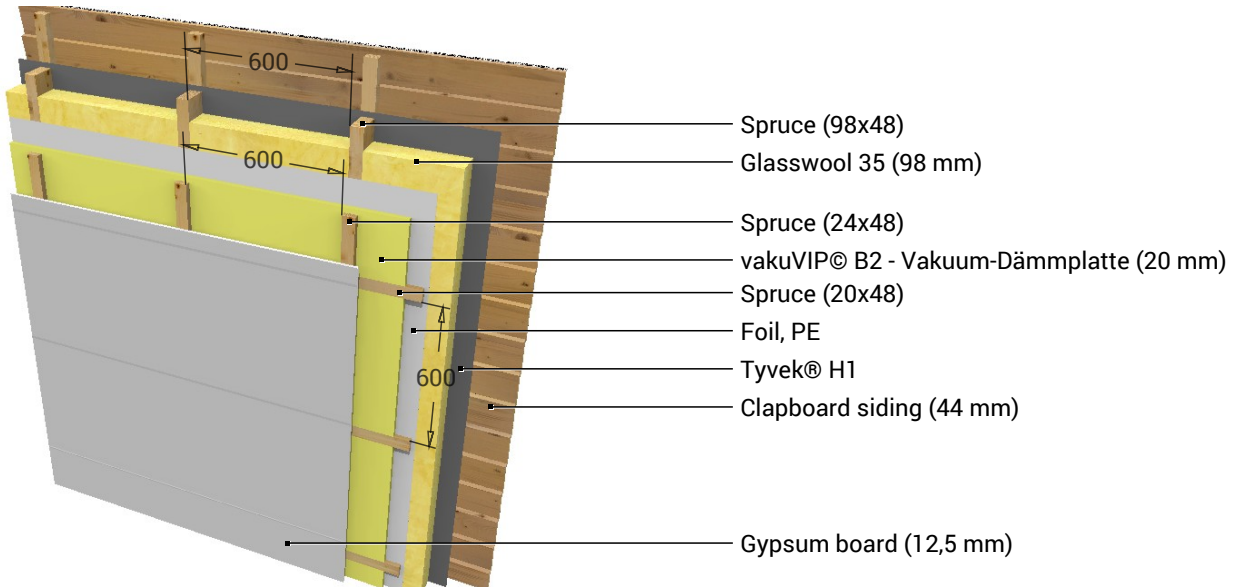 600
600
600
Spruce (98x48)
Glasswool 35 (98 mm)
Spruce (24x48)
vakuVIP© B2 - Vakuum-Dämmplatte (20 mm)
Spruce (20x48)
Foil, PE
Tyvek® H1
Clapboard siding (44 mm)
Gypsum board (12,5 mm)